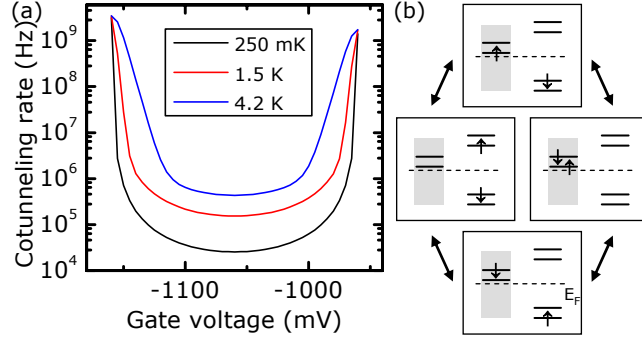 (a)
(b)
Cotunneling rate (Hz)
10⁹
10⁸
10⁷
10⁶
10⁵
10⁴
250 mK
1.5 K
4.2 K
-1100
-1000
Gate voltage (mV)
E_F